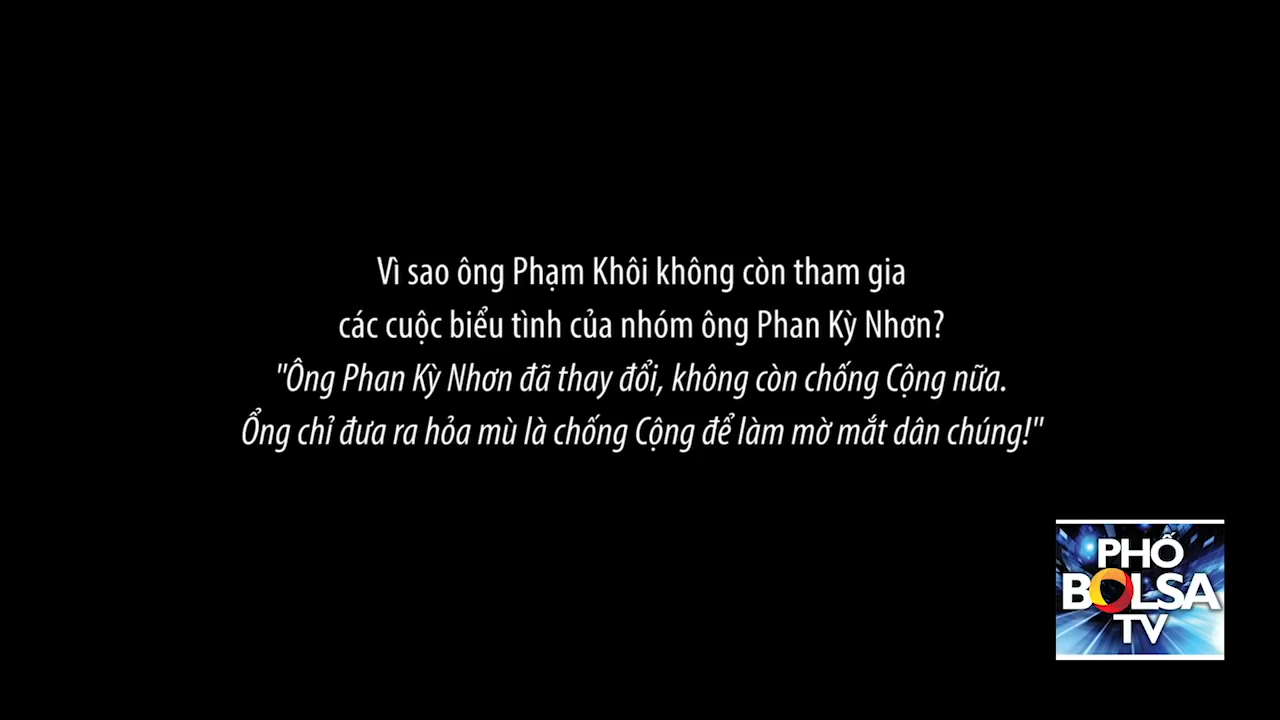 Vì sao ông Phạm Khôi không còn tham gia
các cuộc biểu tình của nhóm ông Phan Kỳ Nhơn?
"Ông Phan Kỳ Nhơn đã thay đổi, không còn chống Cộng nữa.
Ổng chỉ đưa ra hỏa mù là chống Cộng để làm mờ mắt dân chúng!"
PHỐ
BOLSA
TV